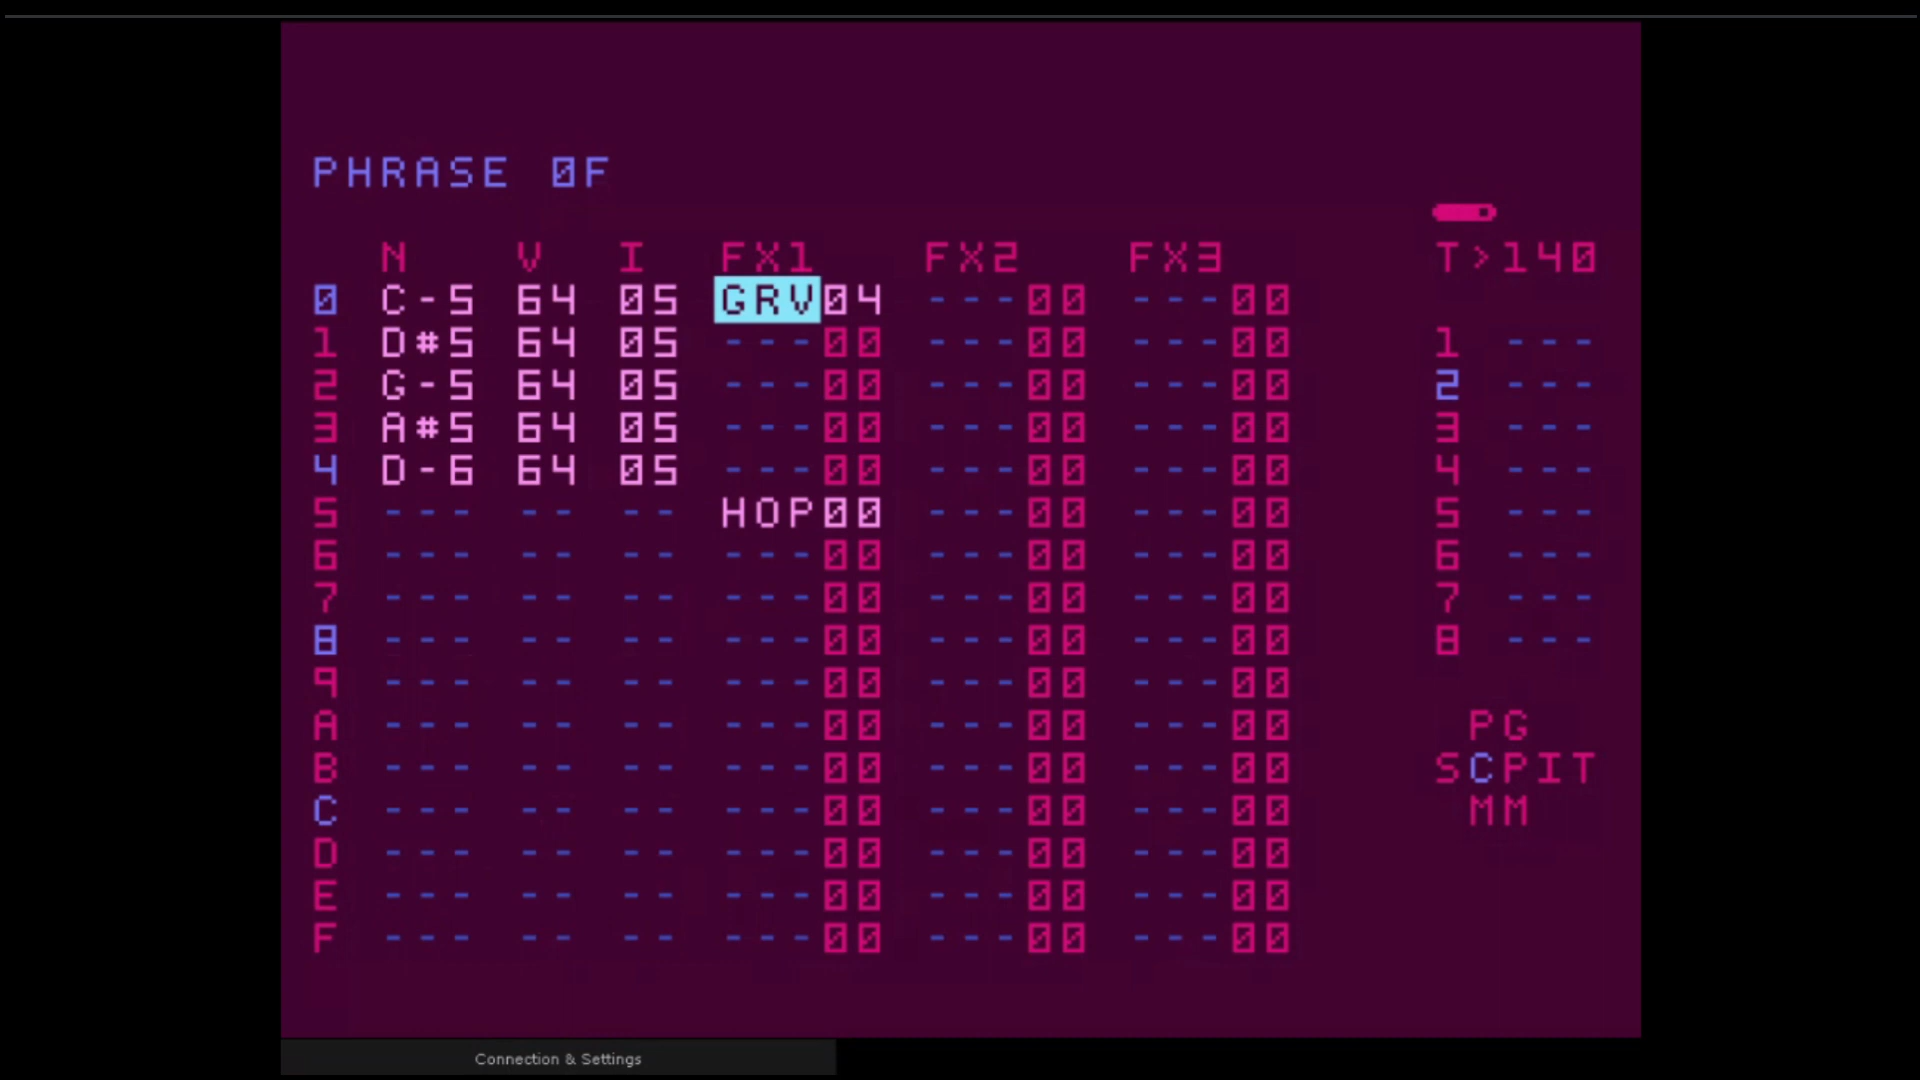 PHRASE 0F
N V I FX1 FX2 FX3 T>140
0 C-5 64 05 GRV04 ---00 ---00
1 D#5 64 05 ---00 ---00 ---00 1 ---
2 G-5 64 05 ---00 ---00 ---00 2 ---
3 A#5 64 05 ---00 ---00 ---00 3 ---
4 D-6 64 05 ---00 ---00 ---00 4 ---
5 --- -- -- HOP00 ---00 ---00 5 ---
6 --- -- -- ---00 ---00 ---00 6 ---
7 --- -- -- ---00 ---00 ---00 7 ---
8 --- -- -- ---00 ---00 ---00 8 ---
9 --- -- -- ---00 ---00 ---00
A --- -- -- ---00 ---00 ---00 PG
B --- -- -- ---00 ---00 ---00 SCPIT
C --- -- -- ---00 ---00 ---00 MM
D --- -- -- ---00 ---00 ---00
E --- -- -- ---00 ---00 ---00
F --- -- -- ---00 ---00 ---00
Connection & Settings